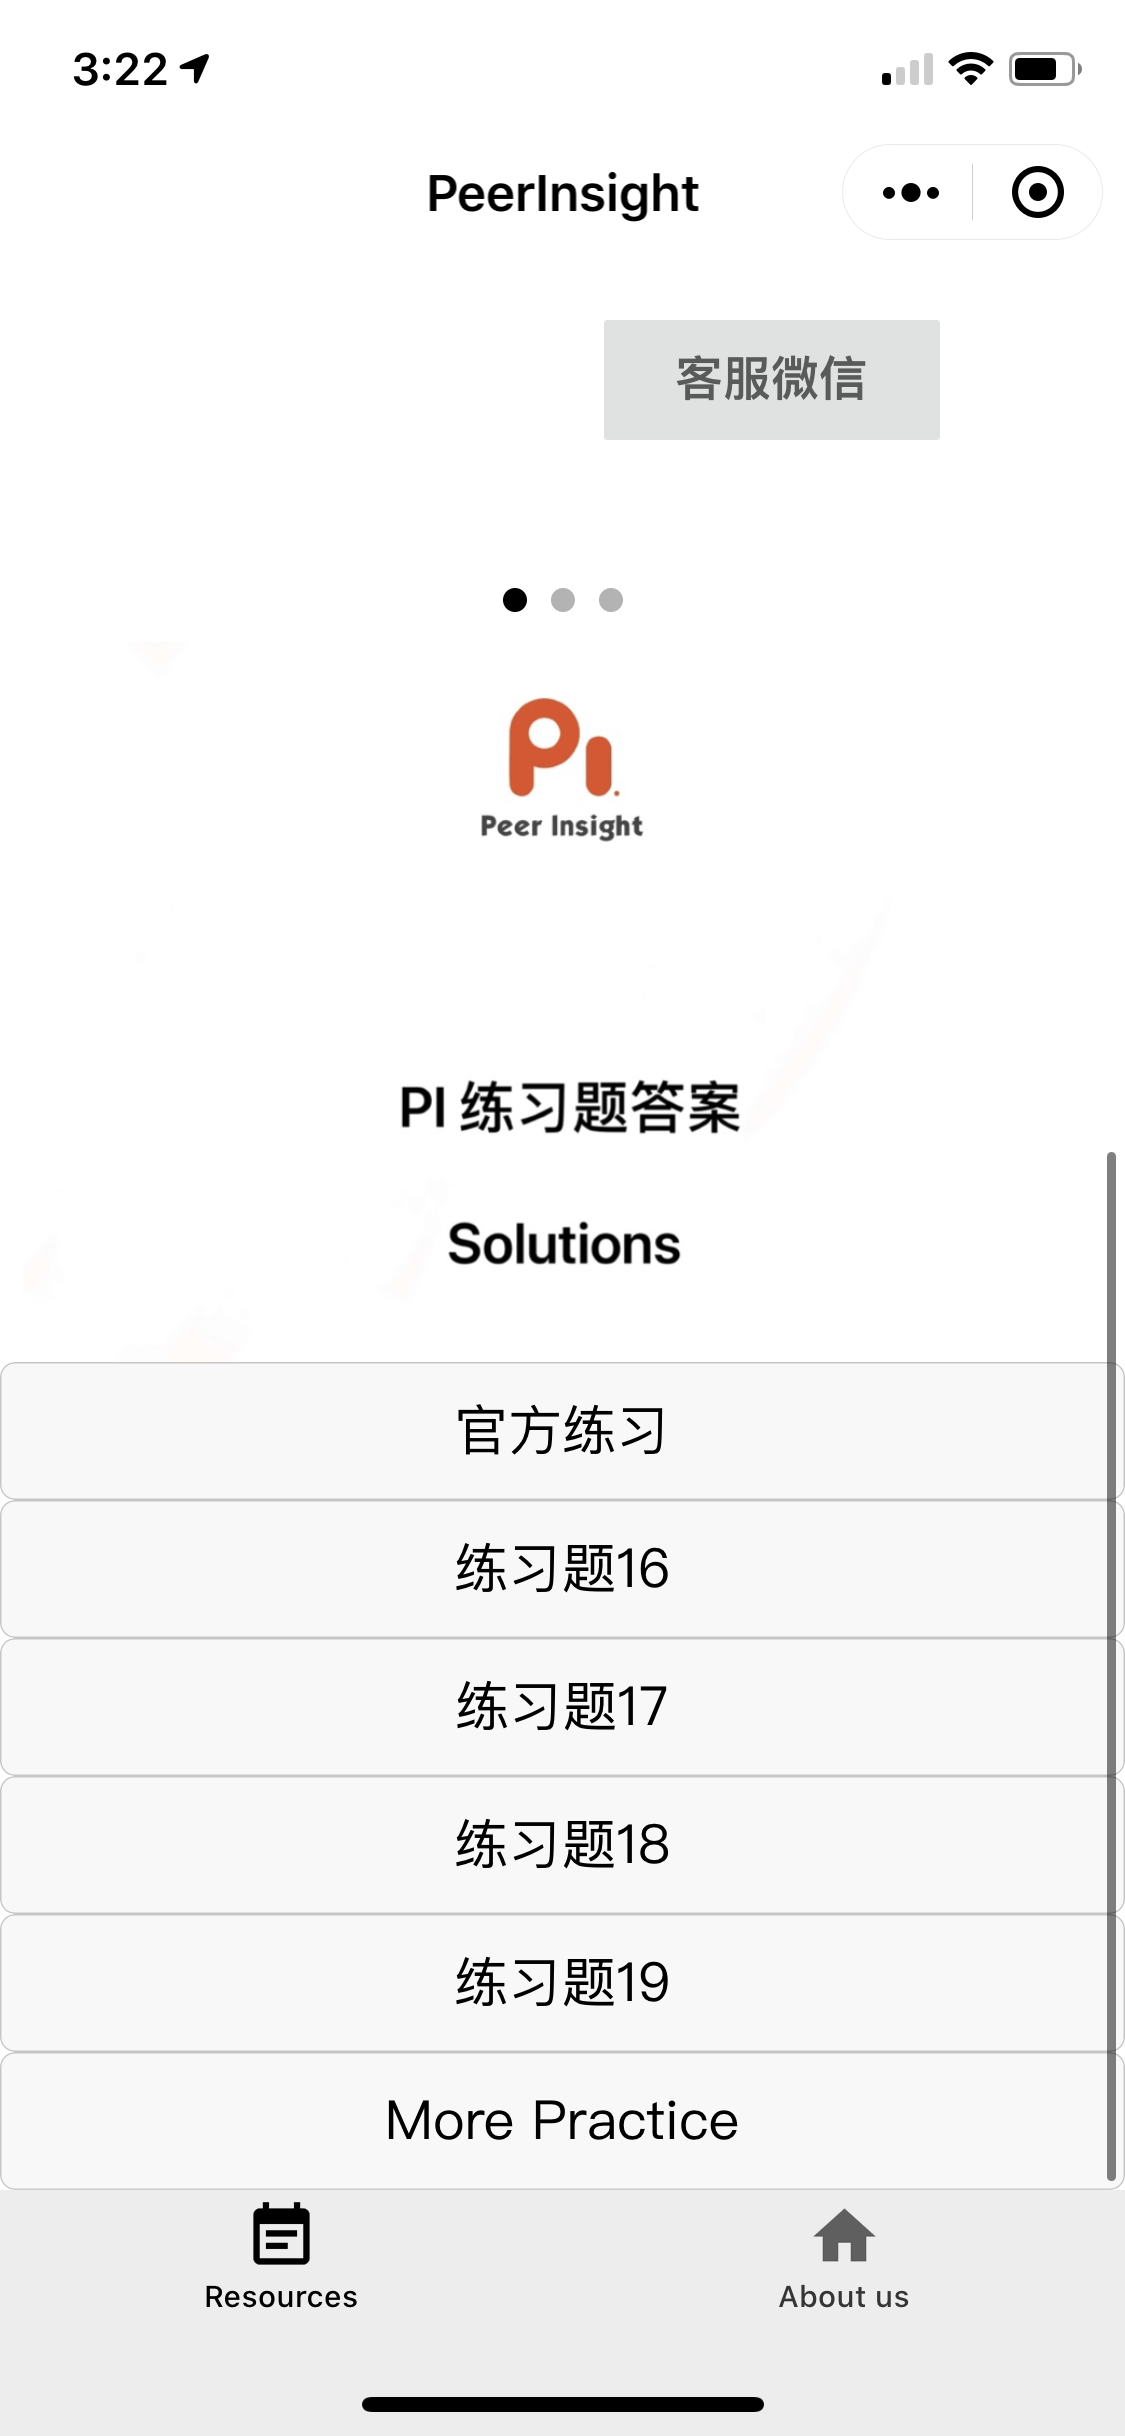 3:22
PeerInsight
客服微信
PI.
Peer Insight
PI 练习题答案
Solutions
官方练习
练习题16
练习题17
练习题18
练习题19
More Practice
Resources
About us